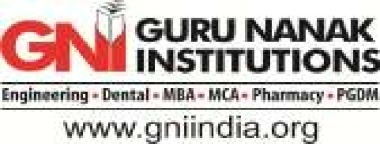 GNI GURU NANAK
INSTITUTIONS
Engineering • Dental • MBA • MCA • Pharmacy • PGDM
www.gniindia.org